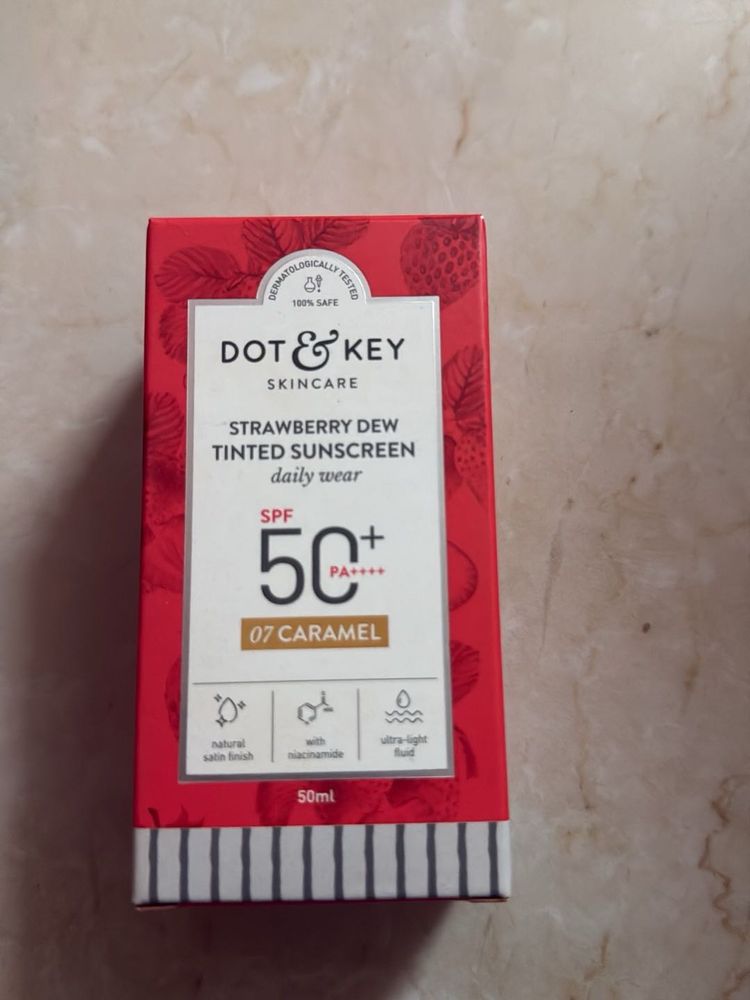 DERMATOLOGICALLY TESTED
100% SAFE
DOT & KEY
SKINCARE
STRAWBERRY DEW
TINTED SUNSCREEN
daily wear
SPF
50+
PA++++
07 CARAMEL
natural
satin finish
with
niacinamide
ultra-light
fluid
50ml